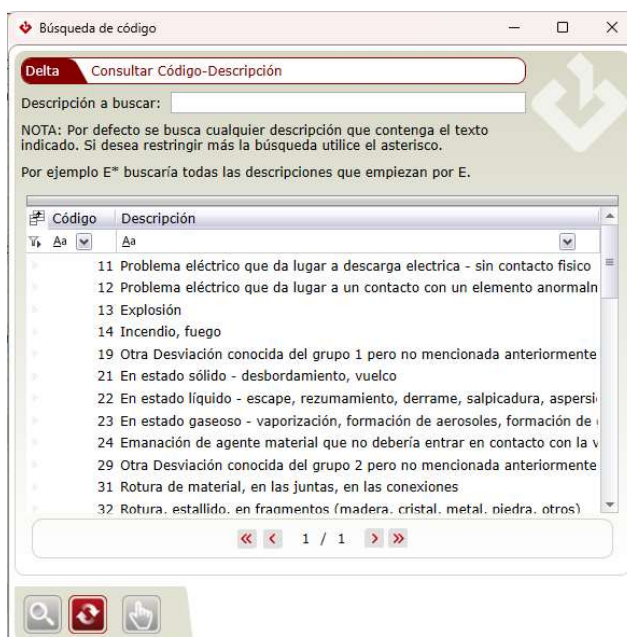 Búsqueda de código
Delta Consultar Código-Descripción
Descripción a buscar:
NOTA: Por defecto se busca cualquier descripción que contenga el texto
indicado. Si desea restringir más la búsqueda utilice el asterisco.
Por ejemplo E* buscaría todas las descripciones que empiezan por E.
Código Descripción
Aa Aa
11 Problema eléctrico que da lugar a descarga electrica - sin contacto fisico
12 Problema eléctrico que da lugar a un contacto con un elemento
13 Explosión
14 Incendio, fuego
19 Otra Desviación conocida del grupo 1 pero no mencionada anteriormente
21 En estado sólido - desbordamiento, vuelco
22 En estado líquido - escape, rezumamiento, derrame, salpicadura,
23 En estado gaseoso - vaporización, formación de aerosoles, formación de
24 Emanación de agente material que no debería entrar en contacto con la
29 Otra Desviación conocida del grupo 2 pero no mencionada anteriormente
31 Rotura de material, en las juntas, en las conexiones
32 Rotura, estallido, en fragmentos (madera, cristal, metal, piedra, otros)
1 / 1